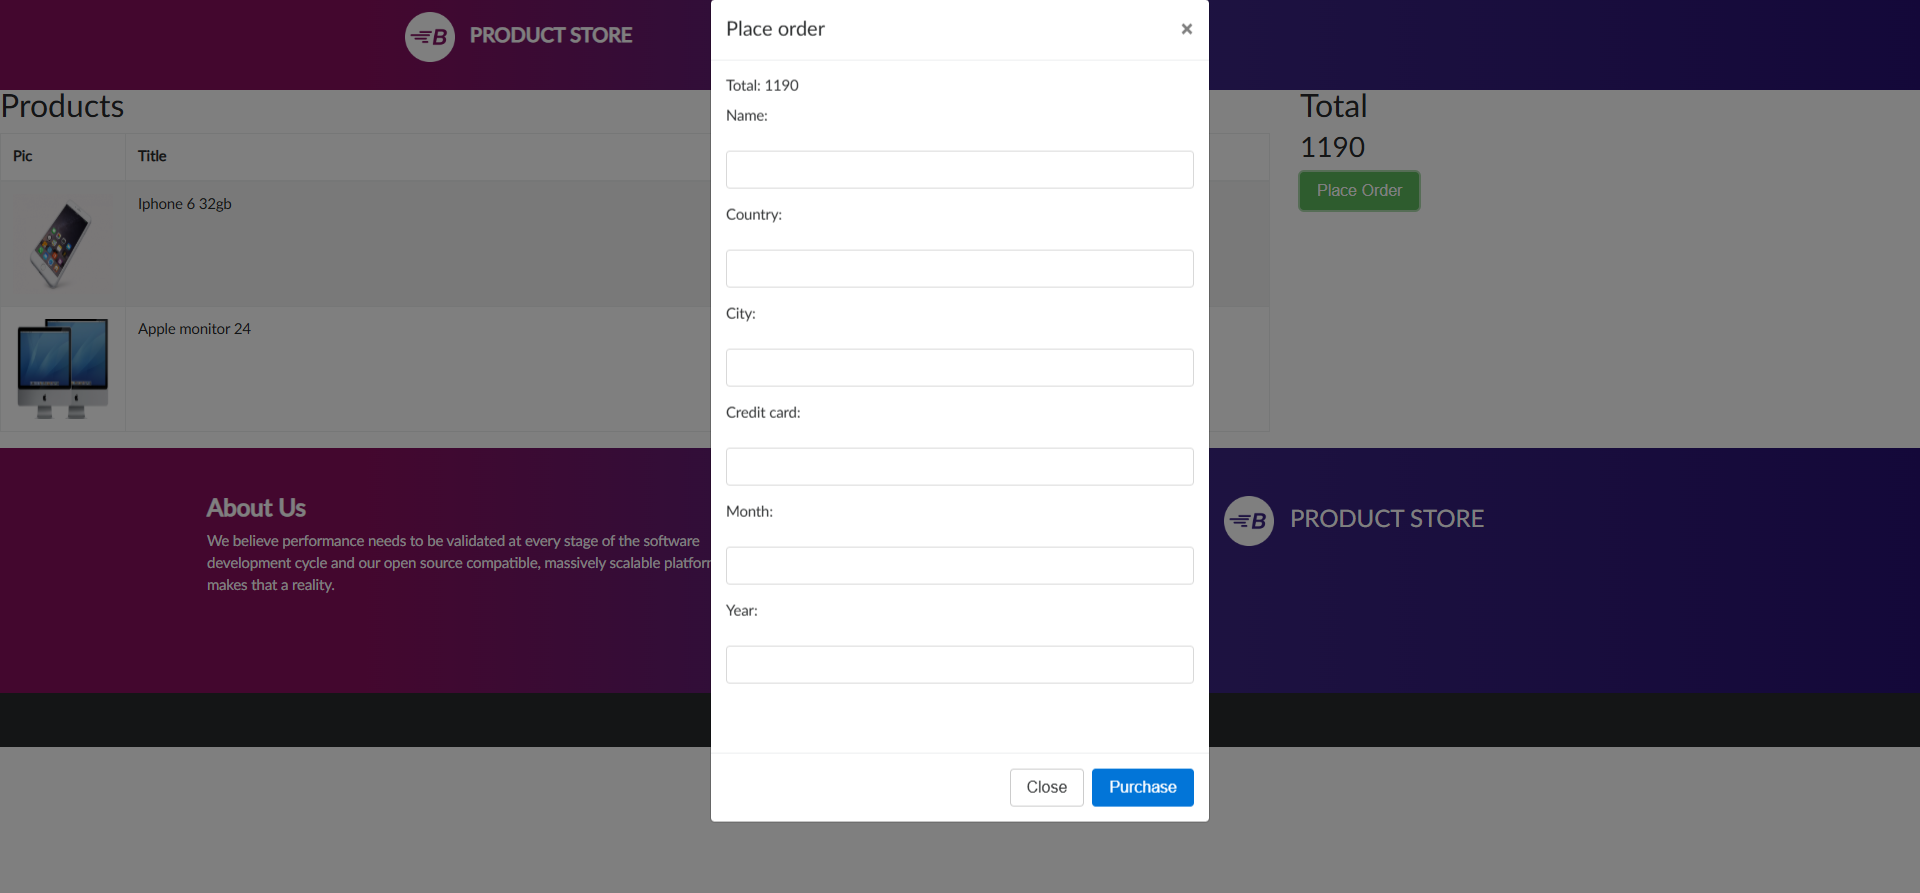 B PRODUCT STORE
Products
Pic Title
Iphone 6 32gb
Apple monitor 24
Total
1190
Place Order
Place order ×
Total: 1190
Name:
Country:
City:
Credit card:
Month:
Year:
Close Purchase
About Us
We believe performance needs to be validated at every stage of the software
development cycle and our open source compatible, massively scalable platfor
makes that a reality.
B PRODUCT STORE